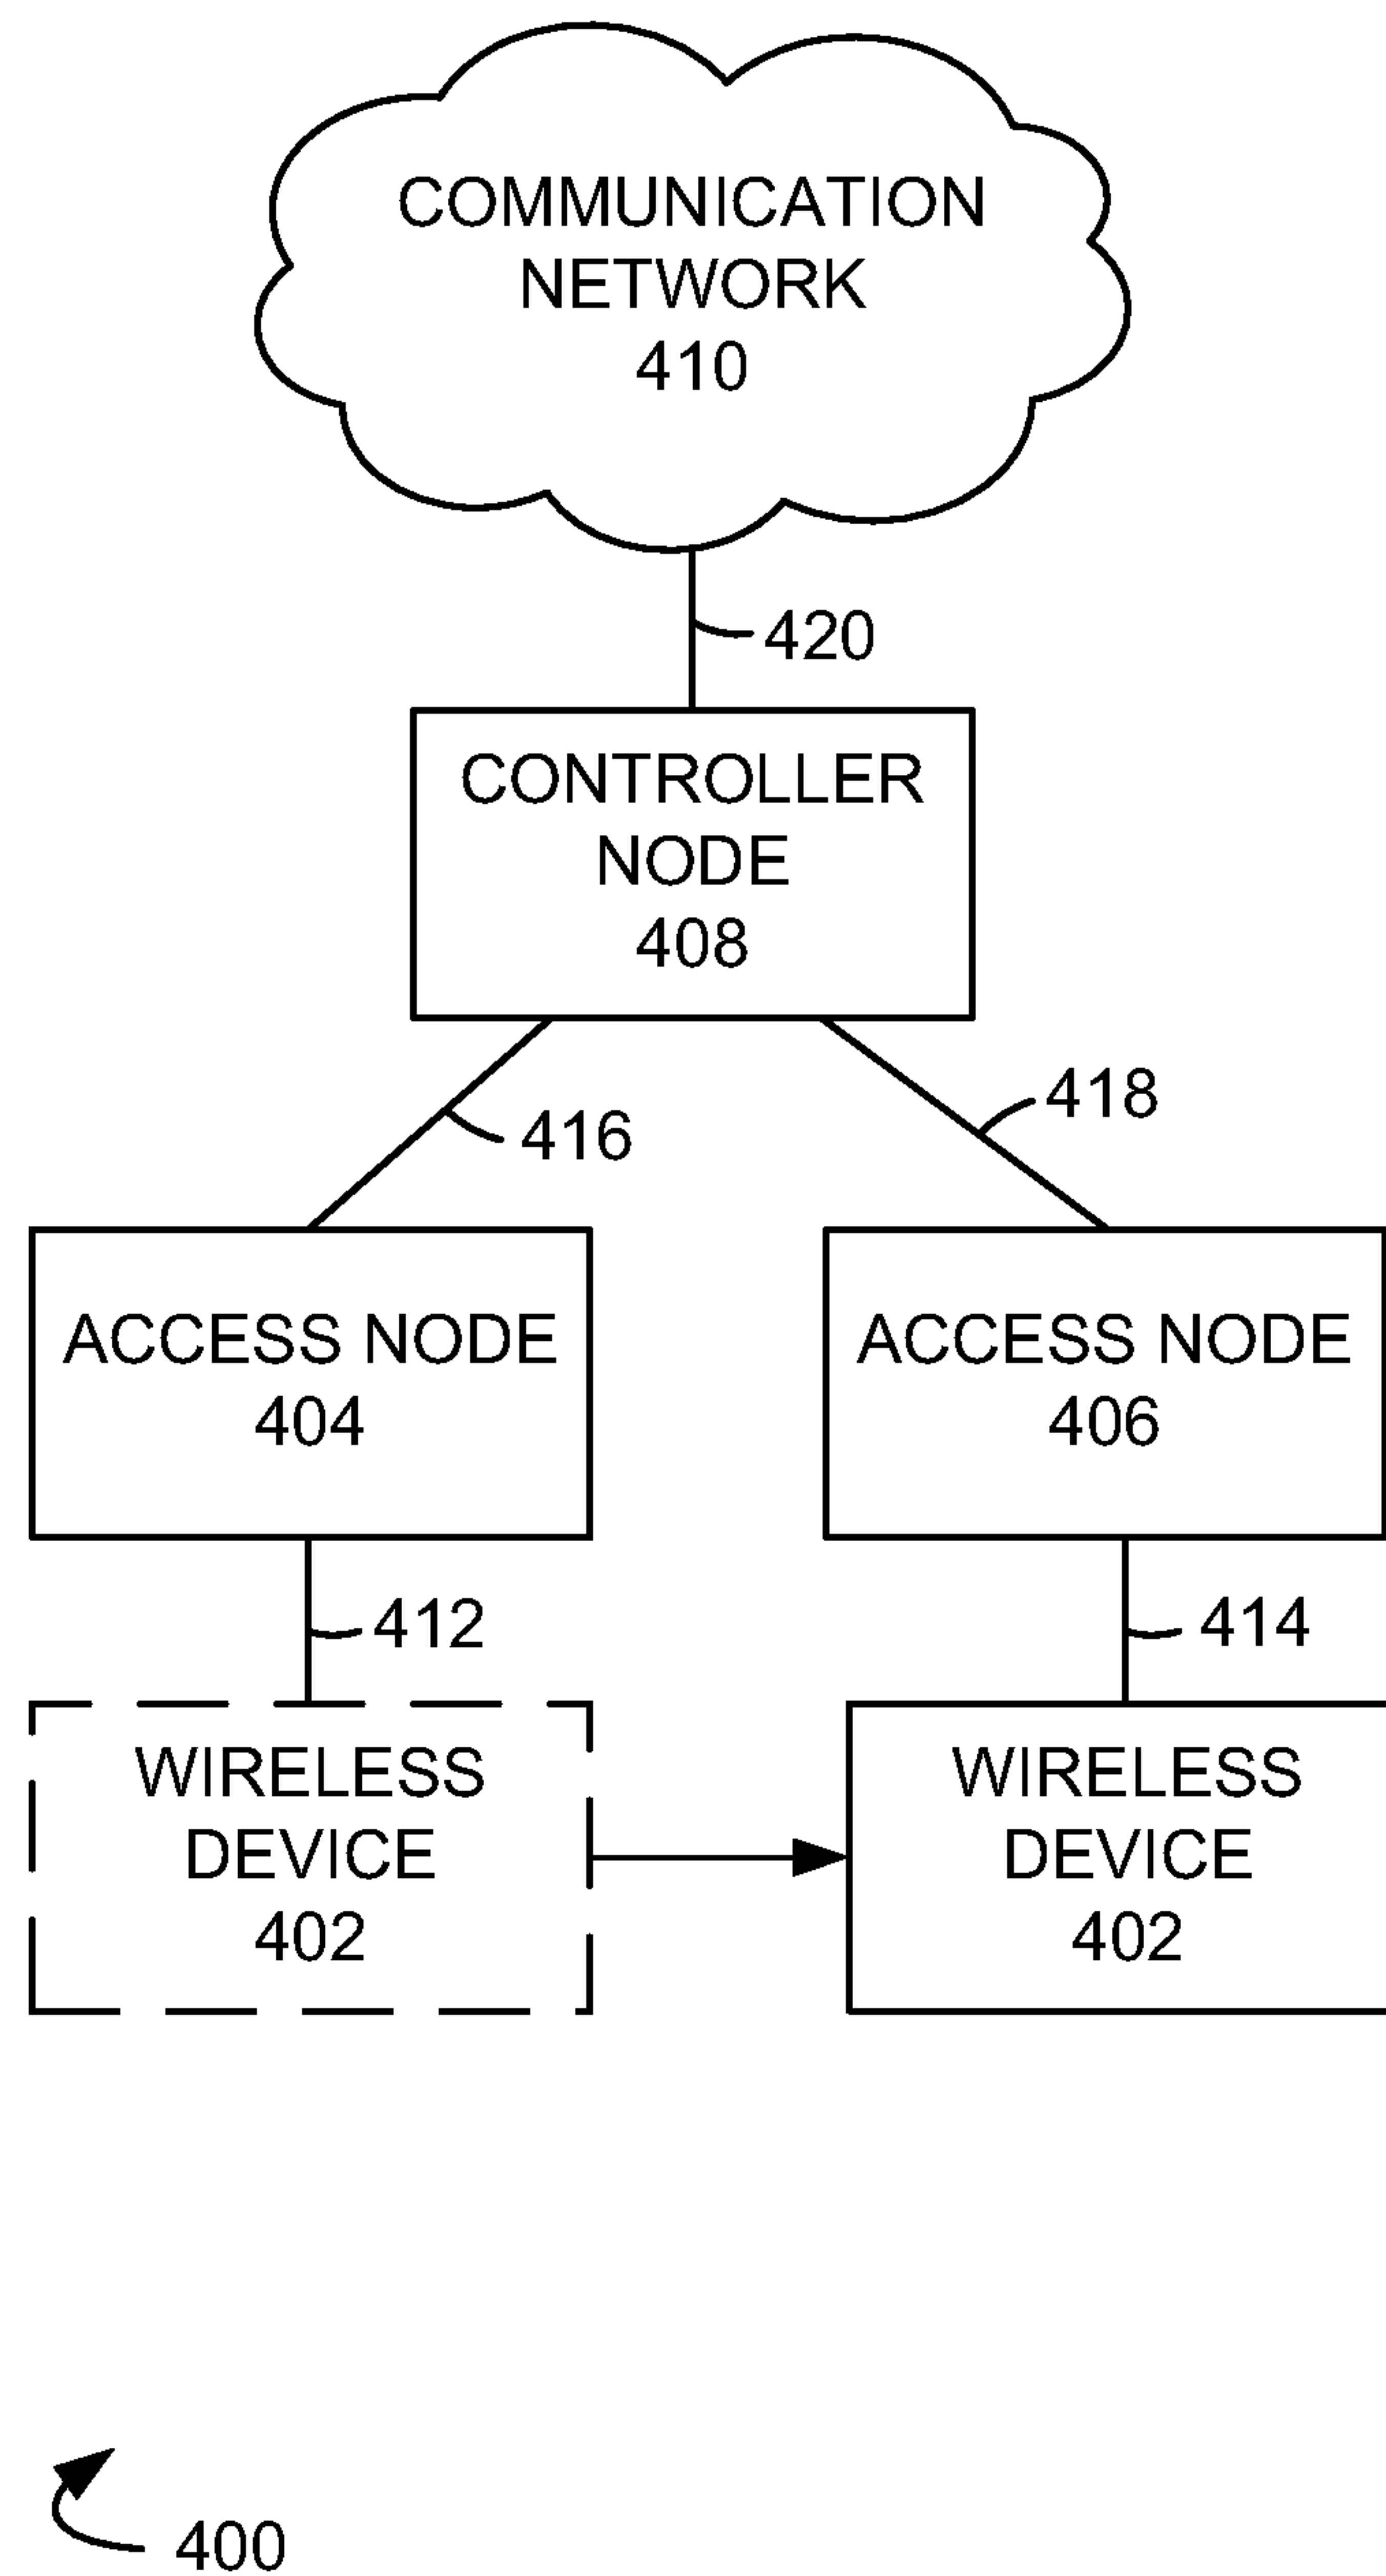 COMMUNICATION
NETWORK
410
420
CONTROLLER
NODE
408
416
418
ACCESS NODE
404
ACCESS NODE
406
412
414
WIRELESS
DEVICE
402
WIRELESS
DEVICE
402
400